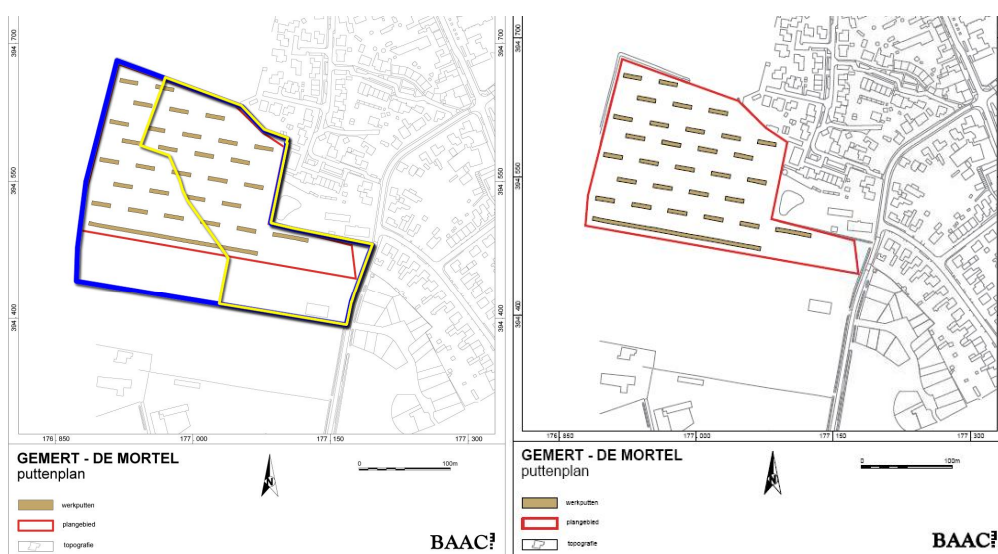 394 700
394 550
394 400
176 850
177 000
177 150
177 300
GEMERT - DE MORTEL
puttenplan
0
100m
N
werkputten
plangebied
topografie
BAAC
394 700
394 550
394 400
176 850
177 000
177 150
177 300
GEMERT - DE MORTEL
puttenplan
0
100m
N
werkputten
plangebied
topografie
BAAC